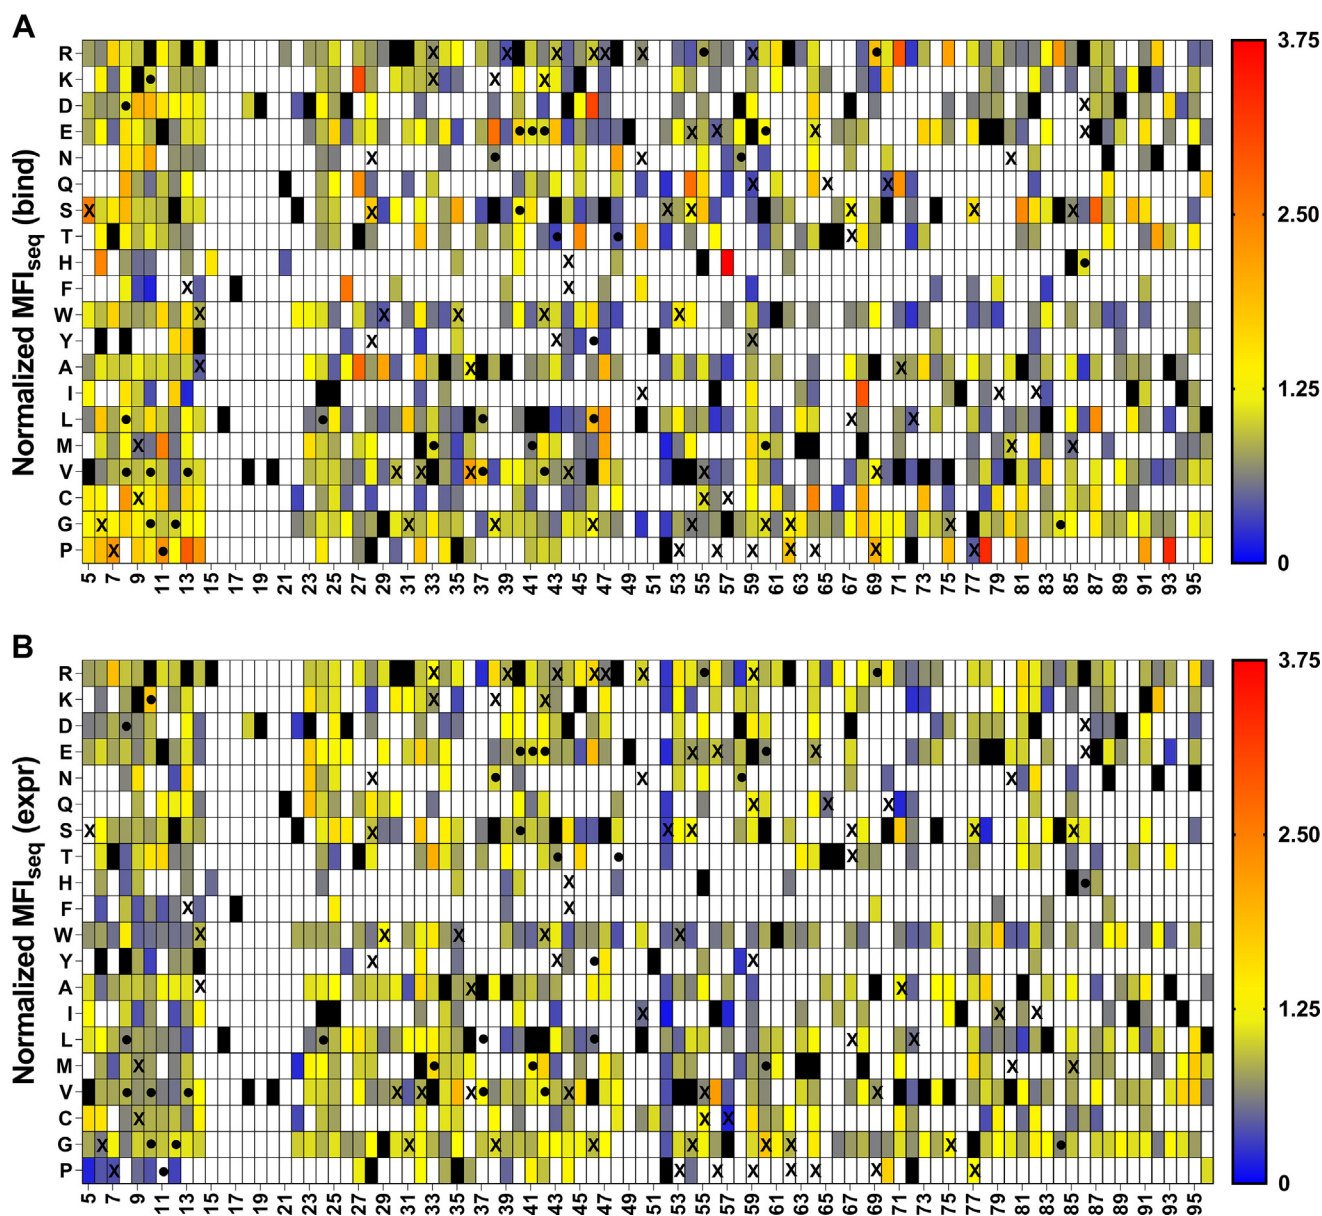 A
Normalized MFIseq (bind)
R
K
D
E
N
Q
S
T
H
F
W
Y
A
I
L
M
V
C
G
P
5 7 9 11 13 15 17 19 21 23 25 27 29 31 33 35 37 39 41 43 45 47 49 51 53 55 57 59 61 63 65 67 69 71 73 75 77 79 81 83 85 87 89 91 93 95
3.75
2.50
1.25
0
B
Normalized MFIseq (expr)
R
K
D
E
N
Q
S
T
H
F
W
Y
A
I
L
M
V
C
G
P
5 7 9 11 13 15 17 19 21 23 25 27 29 31 33 35 37 39 41 43 45 47 49 51 53 55 57 59 61 63 65 67 69 71 73 75 77 79 81 83 85 87 89 91 93 95
3.75
2.50
1.25
0